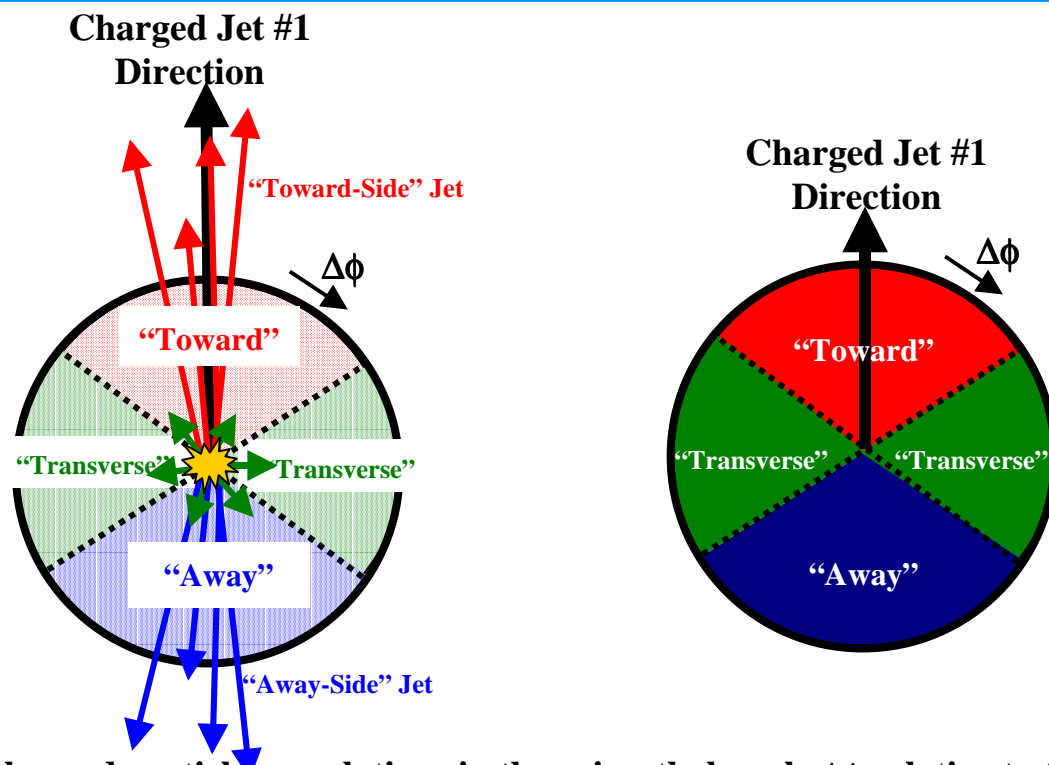 Charged Jet #1
Direction
“Toward-Side” Jet
Δϕ
“Toward”
“Transverse”
Transverse”
“Away”
“Away-Side” Jet
Charged Jet #1
Direction
Δϕ
“Toward”
“Transverse”
“Transverse”
“Away”